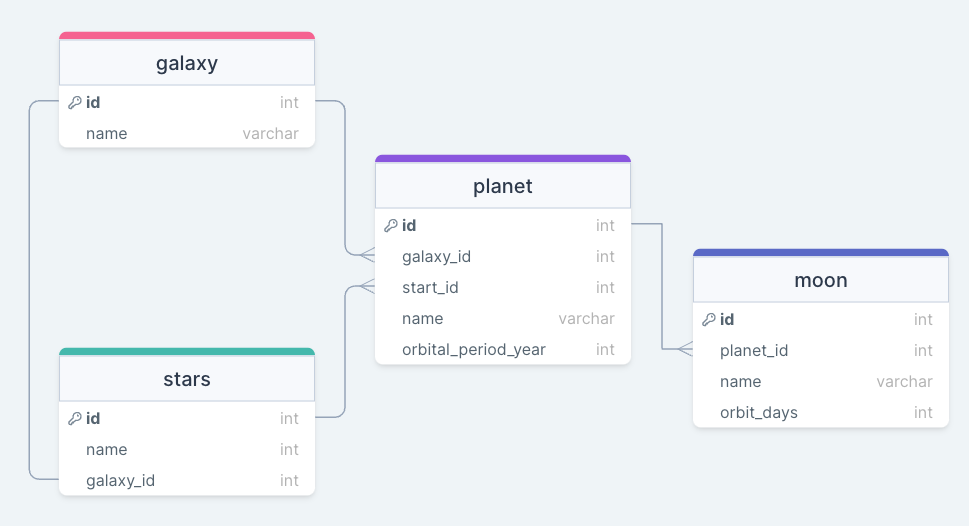 galaxy
id int
name varchar
planet
id int
galaxy_id int
start_id int
name varchar
orbital_period_year int
moon
id int
planet_id int
name varchar
orbit_days int
stars
id int
name int
galaxy_id int